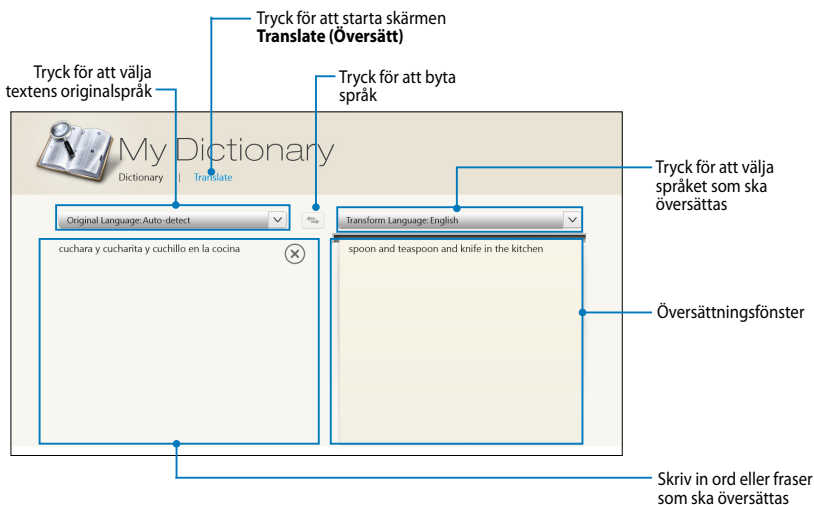 Tryck för att starta skärmen
Translate (Översätt)
Tryck för att välja
textens originalspråk
Tryck för att byta
språk
My Dictionary
Dictionary | Translate
Tryck för att välja
språket som ska
översättas
Original Language: Auto-detect
Transform Language: English
cuchara y cucharita y cuchillo en la cocina
spoon and teaspoon and knife in the kitchen
Översättningsfönster
Skriv in ord eller fraser
som ska översättas